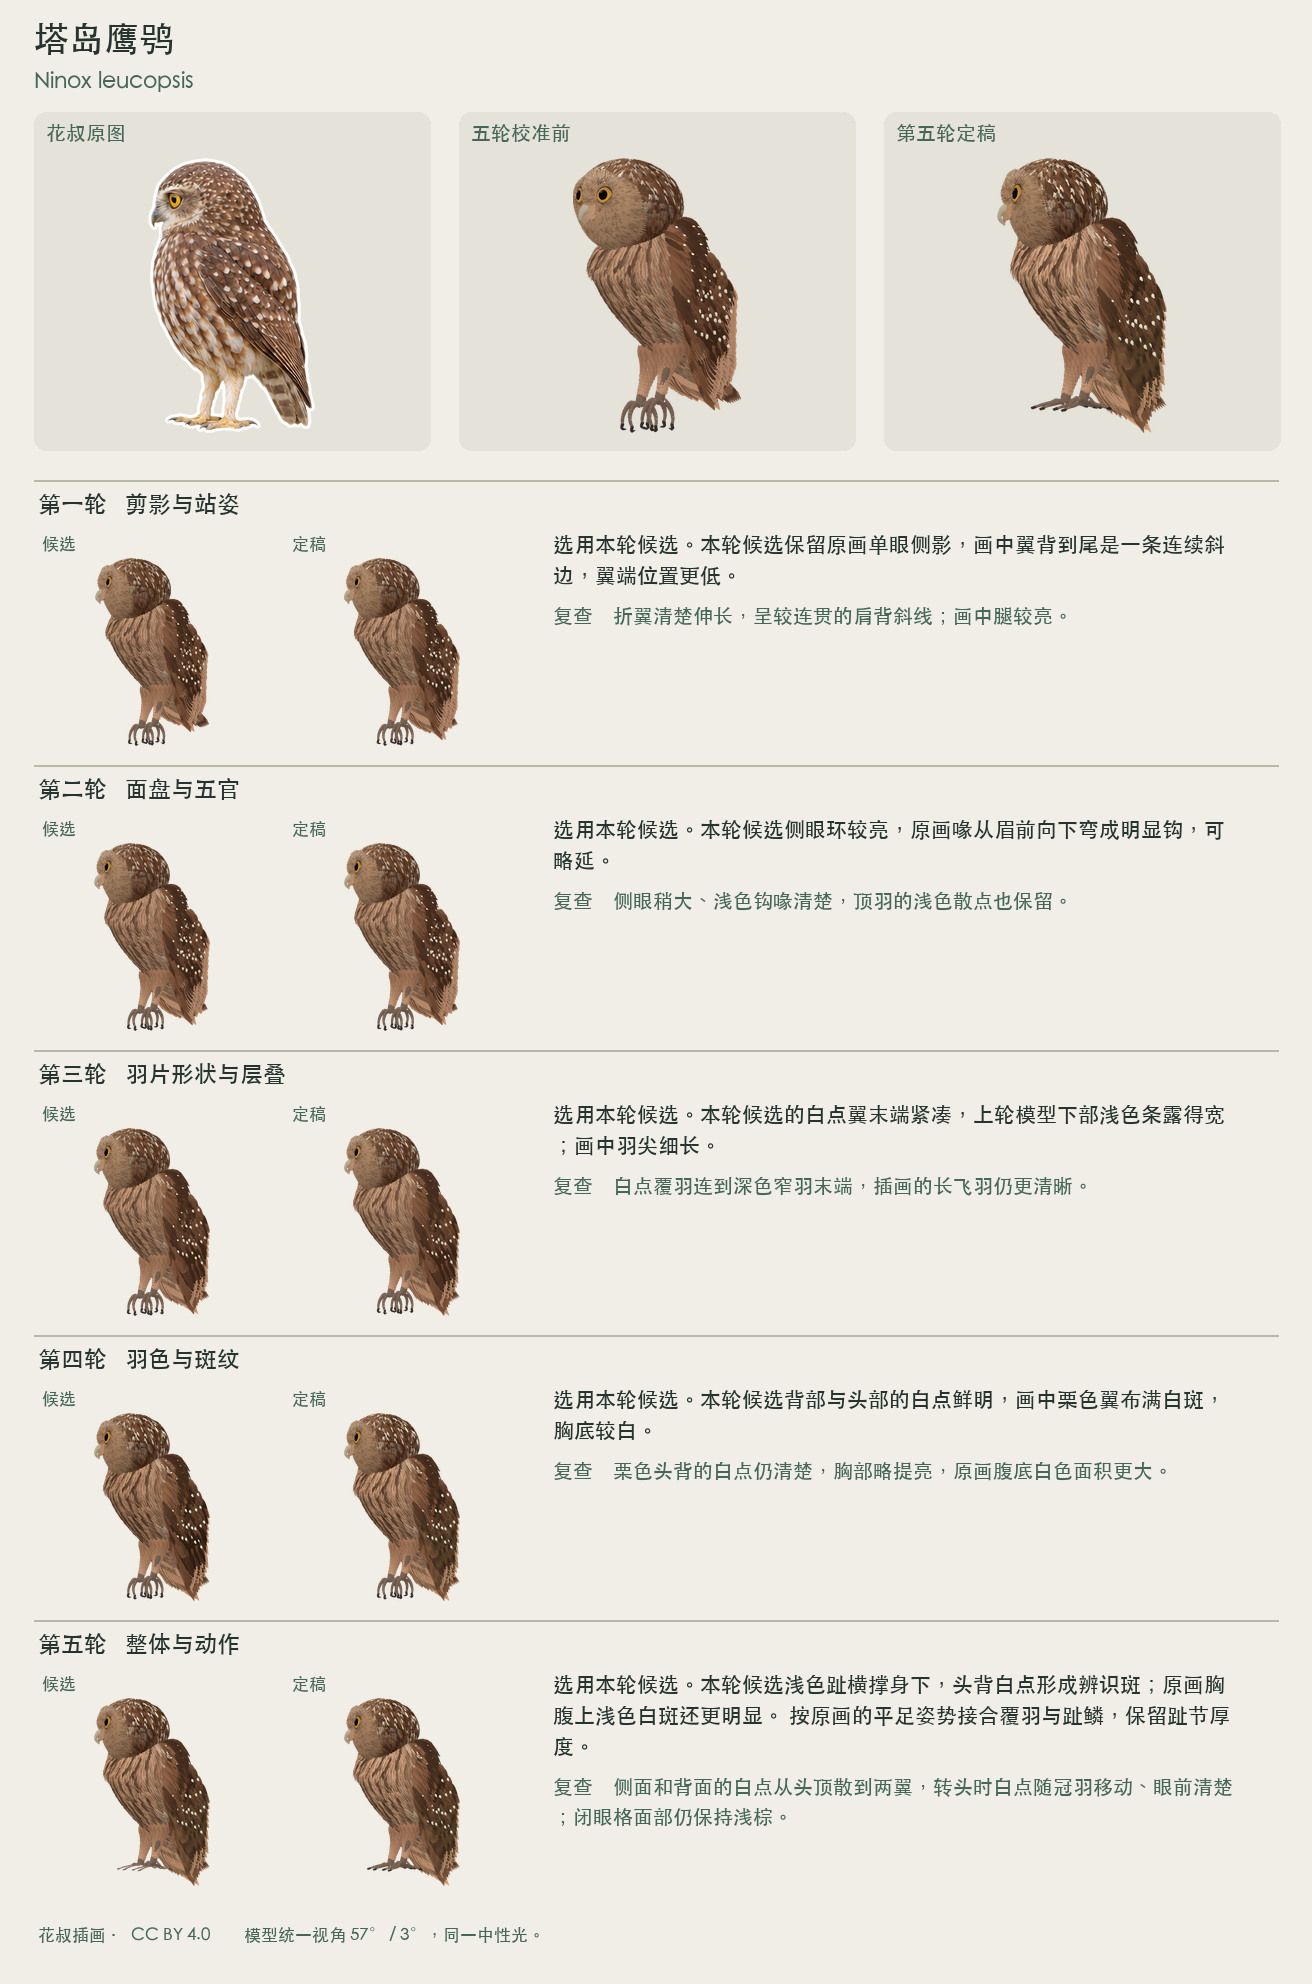 塔岛鹰鸮
Ninox leucopsis
花叔原图
五轮校准前
第五轮定稿
第一轮 剪影与站姿
候选
定稿
选用本轮候选。本轮候选保留原画单眼侧影，画中翼背到尾是一条连续斜
边，翼端位置更低。
复查 折翼清楚伸长，呈较连贯的肩背斜线；画中腿较亮。
第二轮 面盘与五官
候选
定稿
选用本轮候选。本轮候选侧眼环较亮，原画喙从眉前向下弯成明显钩，可
略延。
复查 侧眼稍大、浅色钩喙清楚，顶羽的浅色散点也保留。
第三轮 羽片形状与层叠
候选
定稿
选用本轮候选。本轮候选的白点翼末端紧凑，上轮模型下部浅色条露得宽
；画中羽尖细长。
复查 白点覆羽连到深色窄羽末端，插画的长飞羽仍更清晰。
第四轮 羽色与斑纹
候选
定稿
选用本轮候选。本轮候选背部与头部的白点鲜明，画中栗色翼布满白斑，
胸底较白。
复查 栗色头背的白点仍清楚，胸部略提亮，原画腹底白色面积更大。
第五轮 整体与动作
候选
定稿
选用本轮候选。本轮候选浅色趾横撑身下，头背白点形成辨识斑；原画胸
腹上浅色白斑还更明显。 按原画的平足姿势接合覆羽与趾鳞，保留趾节厚
度。
复查 侧面和背面的白点从头顶散到两翼，转头时白点随冠羽移动、眼前清楚
；闭眼格面部仍保持浅棕。
花叔插画· CC BY 4.0 模型统一视角 57° / 3° ，同一中性光。